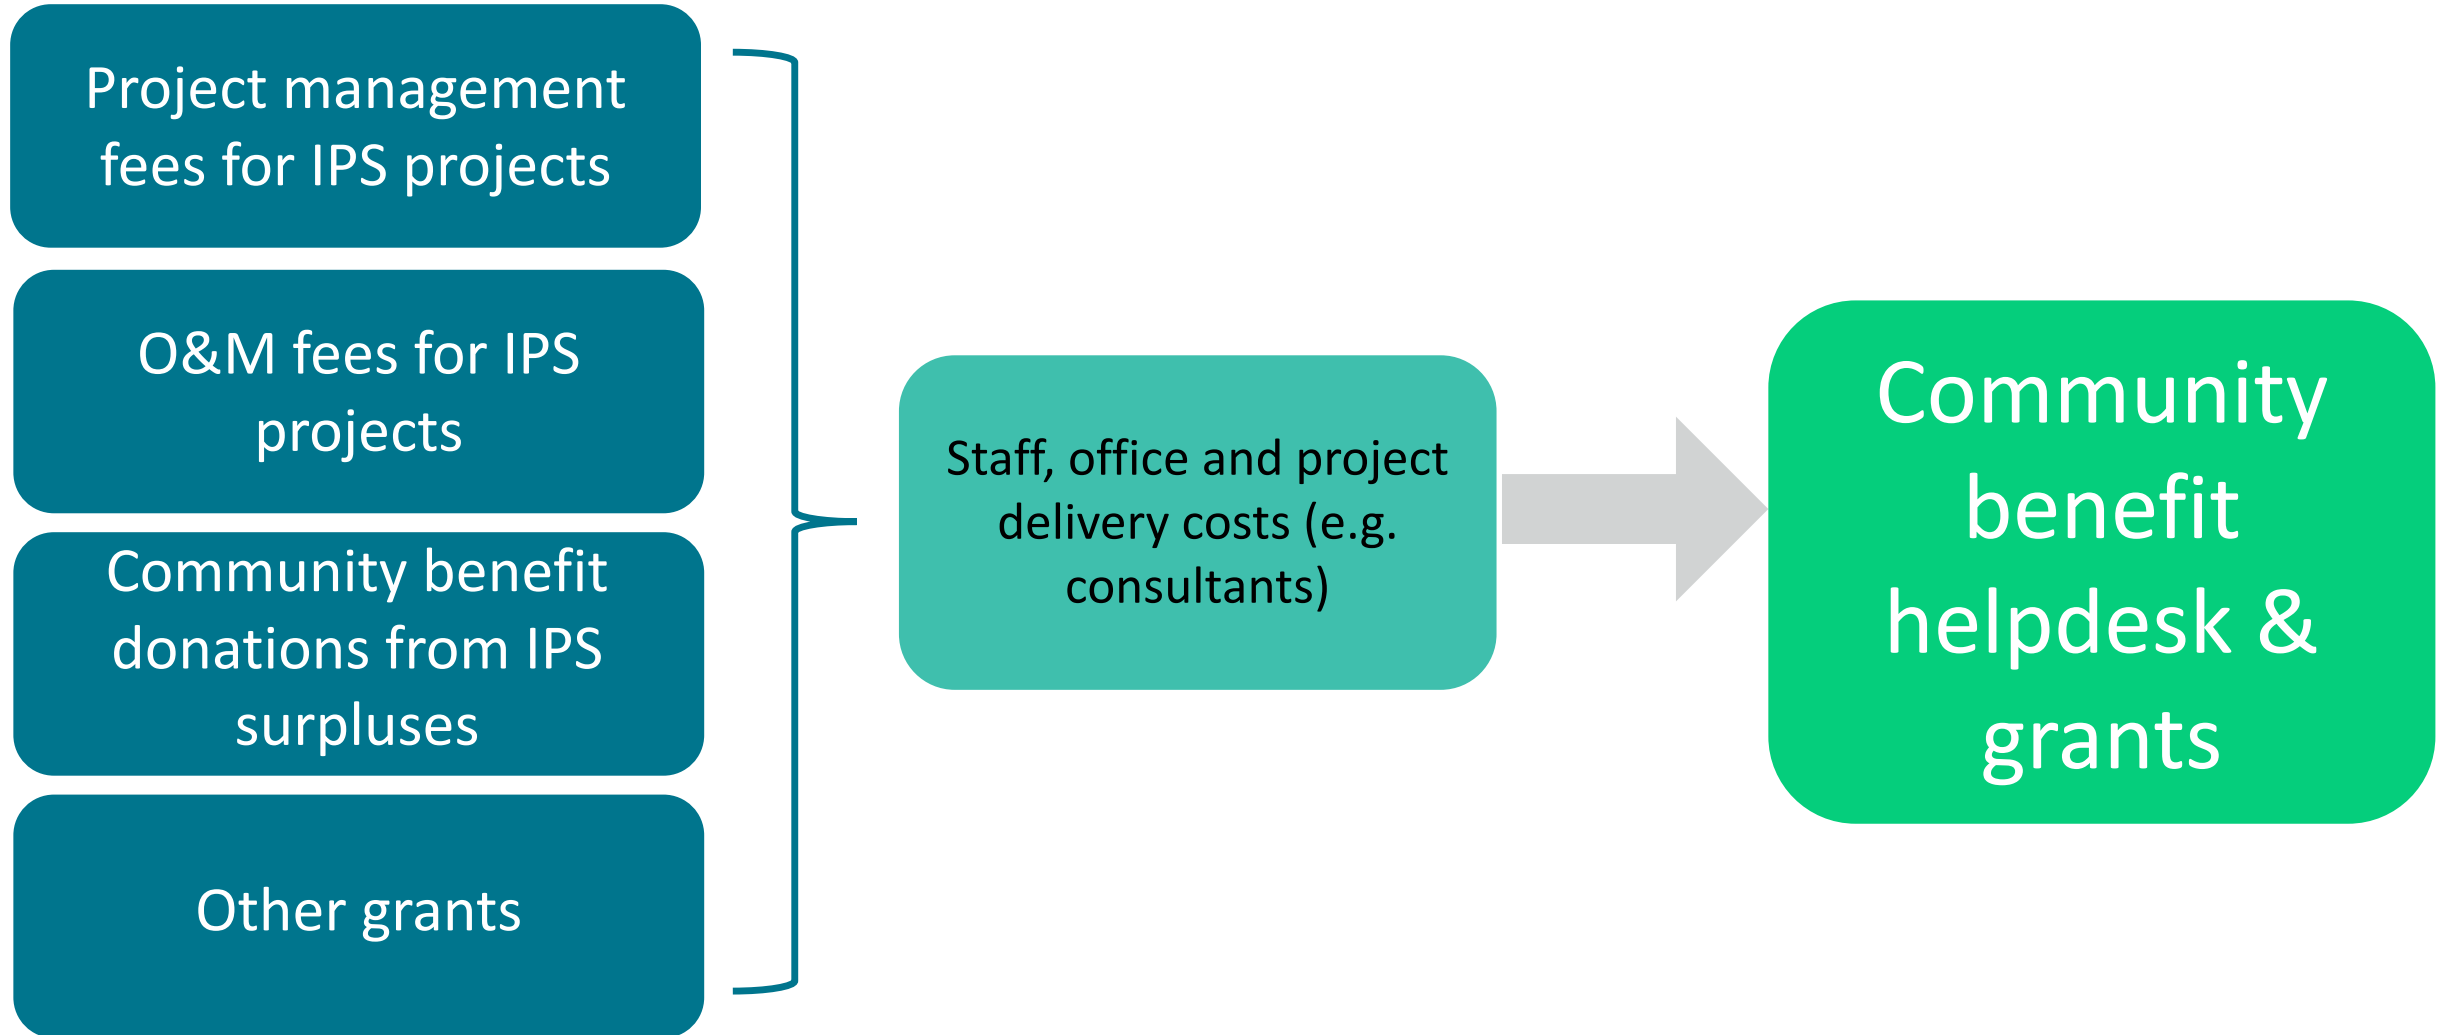 Project management
fees for IPS projects
O&M fees for IPS
projects
Community benefit
donations from IPS
surpluses
Other grants
Staff, office and project
delivery costs (e.g.
consultants)
Community
benefit
helpdesk &
grants